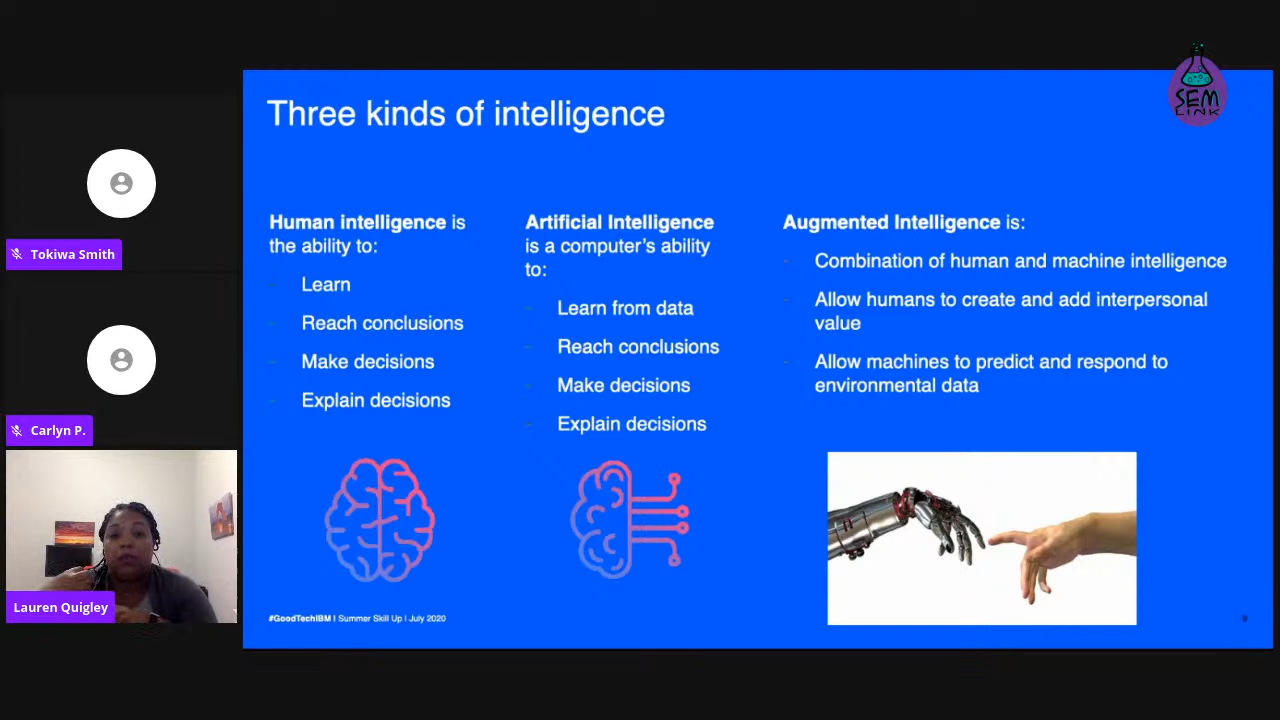 SEM
LINK
Three kinds of intelligence
Human intelligence is
the ability to:
- Learn
- Reach conclusions
- Make decisions
- Explain decisions
Artificial Intelligence
is a computer's ability
to:
- Learn from data
- Reach conclusions
- Make decisions
- Explain decisions
Augmented Intelligence is:
- Combination of human and machine intelligence
- Allow humans to create and add interpersonal
value
- Allow machines to predict and respond to
environmental data
#GoodTechIBM | Summer Skill Up | July 2020
9
Tokiwa Smith
Carlyn P.
Lauren Quigley